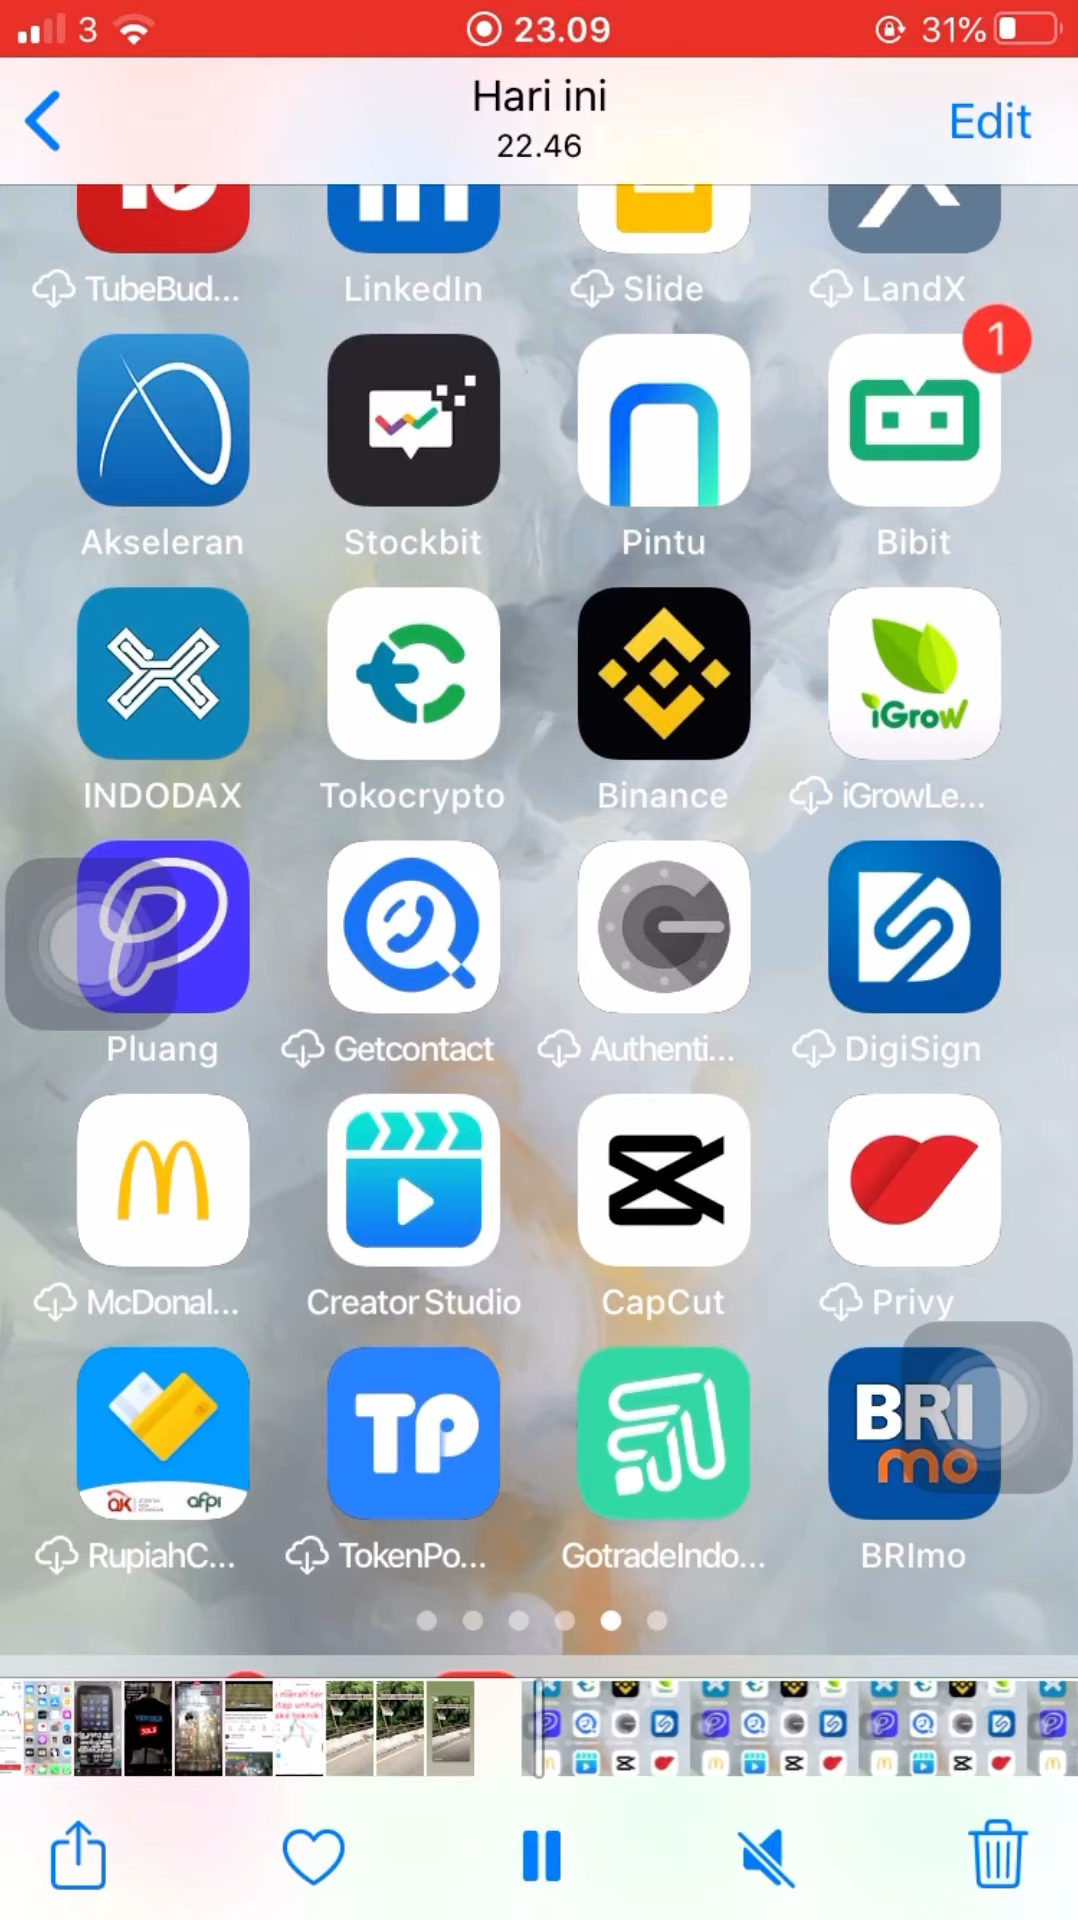 3 23.09 31%
Hari ini
22.46
Edit
TubeBud... LinkedIn Slide LandX
1
Akseleran Stockbit Pintu Bibit
iGrow
INDODAX Tokocrypto Binance iGrowLe...
Pluang Getcontact Authenti... DigiSign
McDonal... Creator Studio CapCut Privy
TP
BRI
mo
afpi
RupiahC... TokenPo... GotradeIndo... BRImo